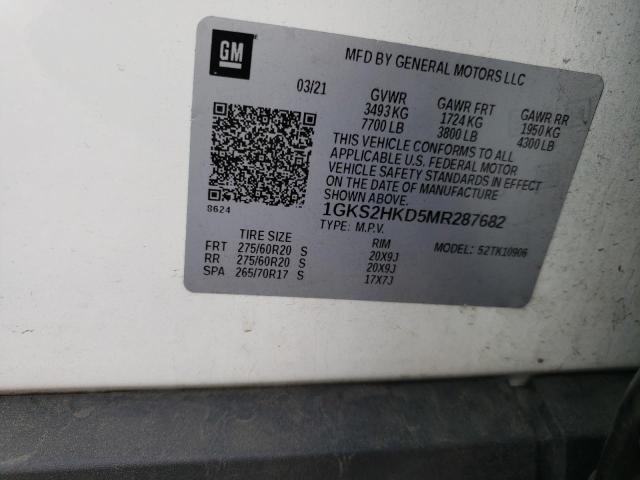 GM
MFD BY GENERAL MOTORS LLC
03/21
GVWR GAWR FRT GAWR RR
3493 KG 1724 KG 1950 KG
7700 LB 3800 LB 4300 LB
THIS VEHICLE CONFORMS TO ALL
APPLICABLE U.S. FEDERAL MOTOR
VEHICLE SAFETY STANDARDS IN EFFECT
ON THE DATE OF MANUFACTURE
SHOWN ABOVE.
8624
1GKS2HKD5MR287682
TYPE: M.P.V. MODEL: 52TK10906
TIRE SIZE RIM
FRT 275/60R20 S 20X9J
RR 275/60R20 S 20X9J
SPA 265/70R17 S 17X7J